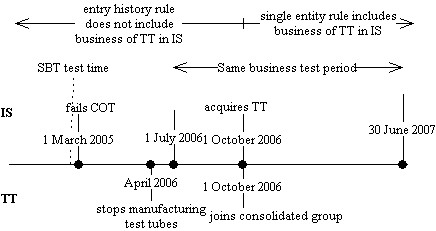 entry history rule
does not include
business of TT in IS
single entity rule includes
business of TT in IS
SBT test time
Same business test period
IS
fails COT
acquires TT
1 March 2005
1 July 2006
1 October 2006
30 June 2007
April 2006
1 October 2006
TT
stops manufacturing
test tubes
joins consolidated group